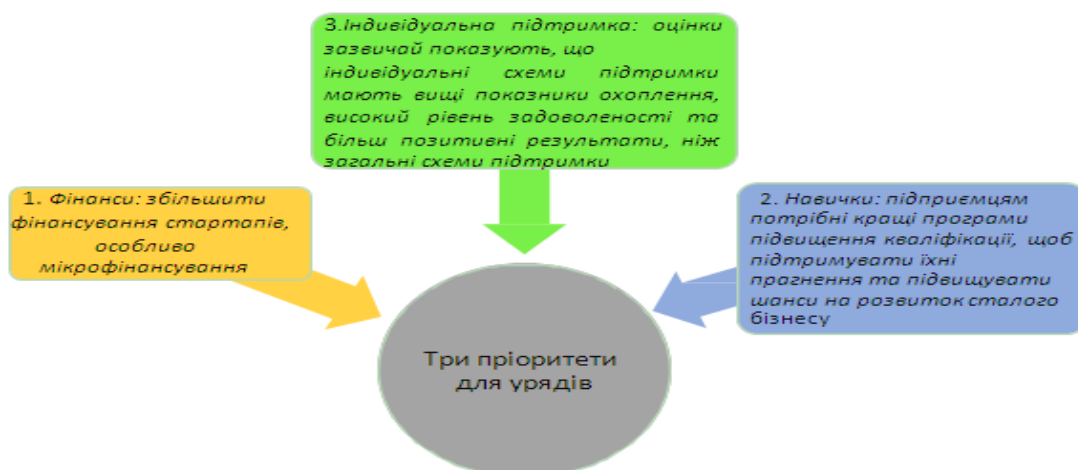 3.Індивідуальна підтримка: оцінки
зазвичай показують, що
індивідуальні схеми підтримки
мають вищі показники охоплення,
високий рівень задоволеності та
більш позитивні результати, ніж
загальні схеми підтримки
1. Фінанси: збільшити
фінансування стартапів,
особливо
мікрофінансування
2. Навички: підприємцям
потрібні кращі програми
підвищення кваліфікації, щоб
підтримувати їхні
прагнення та підвищувати
шанси на розвиток сталого
бізнесу
Три пріоритети
для урядів